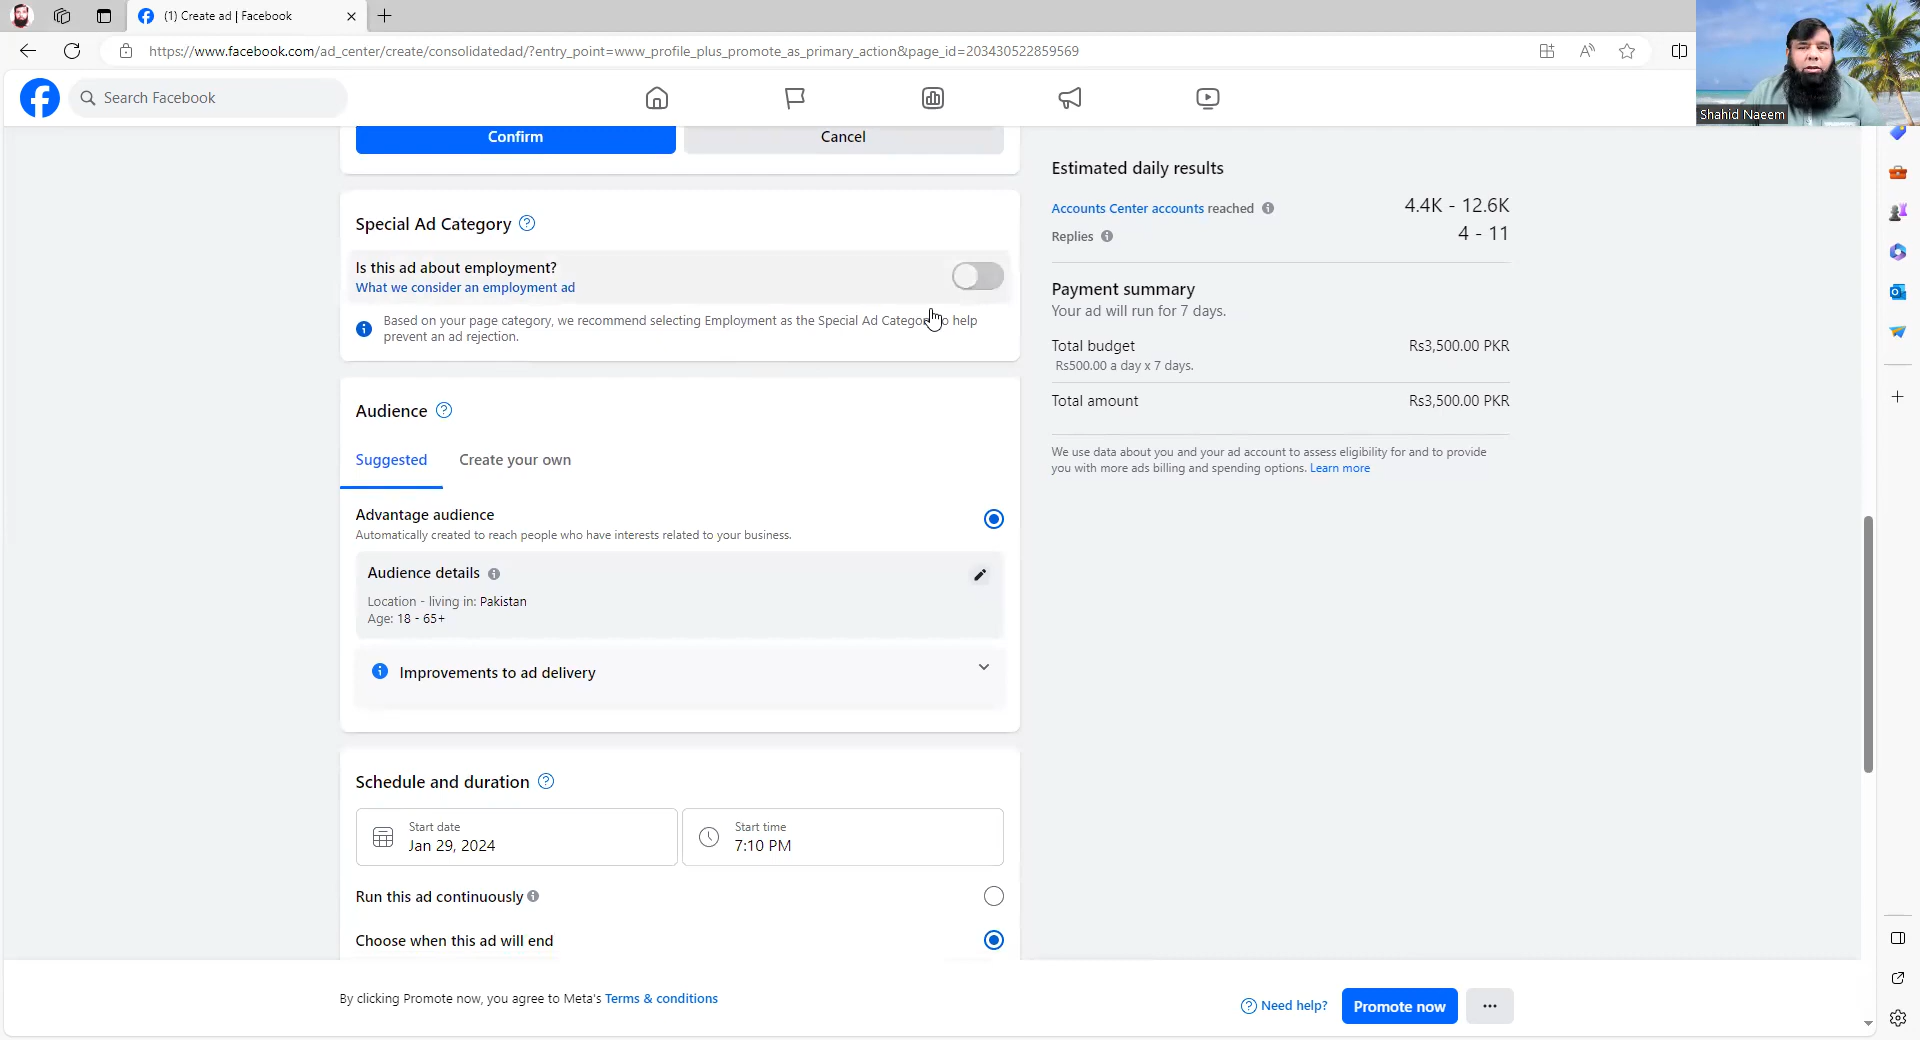 (1) Create ad | Facebook
https://www.facebook.com/ad_center/create/consolidatedad/?entry_point=www_profile_plus_promote_as_primary_action&page_id=203430522859569
Search Facebook
Shahid Naeem
Confirm
Cancel
Special Ad Category
Is this ad about employment?
What we consider an employment ad
Based on your page category, we recommend selecting Employment as the Special Ad Category to help
prevent an ad rejection.
Audience
Suggested
Create your own
Advantage audience
Automatically created to reach people who have interests related to your business.
Audience details
Location - living in: Pakistan
Age: 18 - 65+
Improvements to ad delivery
Schedule and duration
Start date
Jan 29, 2024
Start time
7:10 PM
Run this ad continuously
Choose when this ad will end
Estimated daily results
Accounts Center accounts reached
4.4K - 12.6K
Replies
4 - 11
Payment summary
Your ad will run for 7 days.
Total budget
Rs3,500.00 PKR
Rs500.00 a day x 7 days.
Total amount
Rs3,500.00 PKR
We use data about you and your ad account to assess eligibility for and to provide
you with more ads billing and spending options. Learn more
By clicking Promote now, you agree to Meta's Terms & conditions
Need help?
Promote now